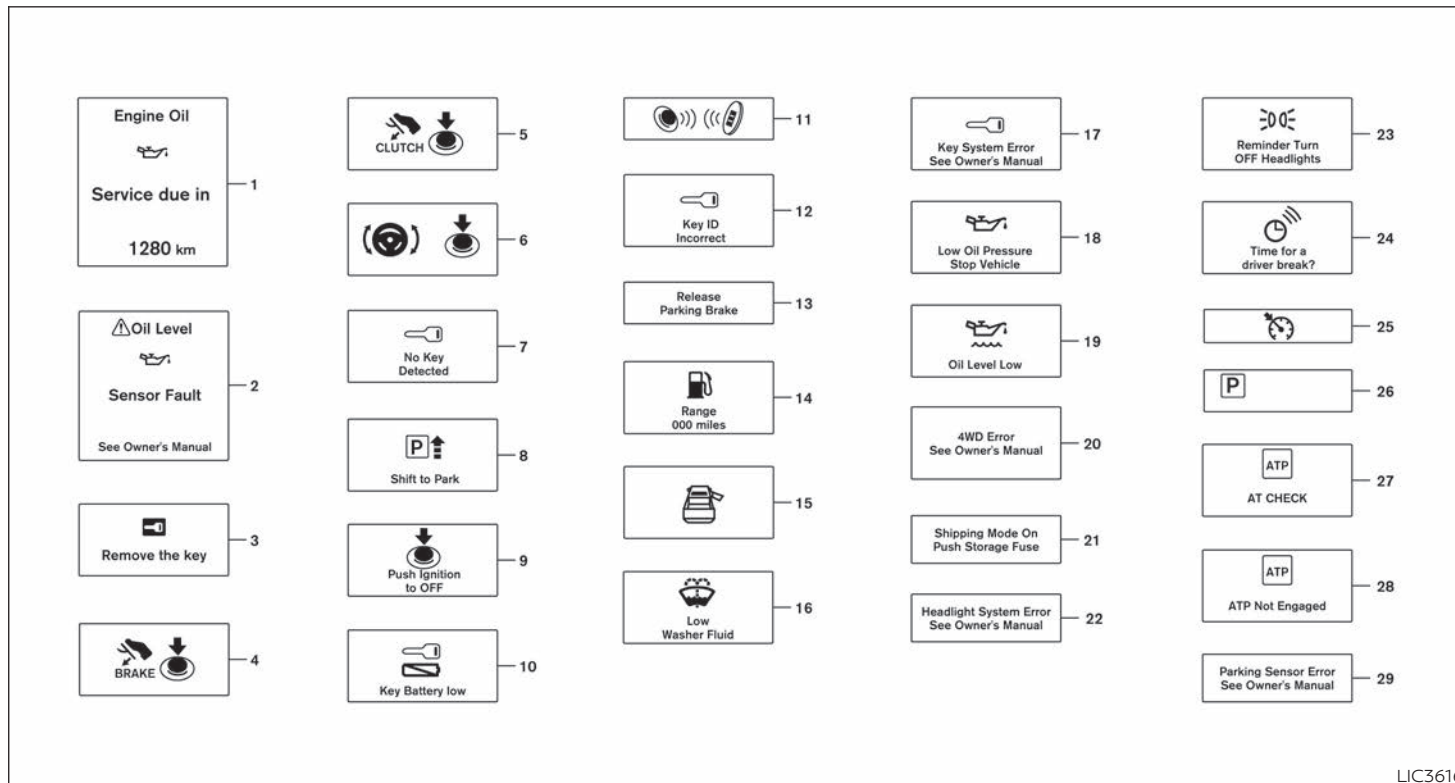 Engine Oil
Service due in
1280 km
1
Oil Level
Sensor Fault
See Owner's Manual
2
Remove the key
3
BRAKE
4
CLUTCH
5
6
No Key
Detected
7
P
Shift to Park
8
Push Ignition
to OFF
9
Key Battery low
10
11
Key ID
Incorrect
12
Release
Parking Brake
13
Range
000 miles
14
15
Low
Washer Fluid
16
Key System Error
See Owner's Manual
17
Low Oil Pressure
Stop Vehicle
18
Oil Level Low
19
4WD Error
See Owner's Manual
20
Shipping Mode On
Push Storage Fuse
21
Headlight System Error
See Owner's Manual
22
Reminder Turn
OFF Headlights
23
Time for a
driver break?
24
25
P
26
ATP
AT CHECK
27
ATP
ATP Not Engaged
28
Parking Sensor Error
See Owner's Manual
29